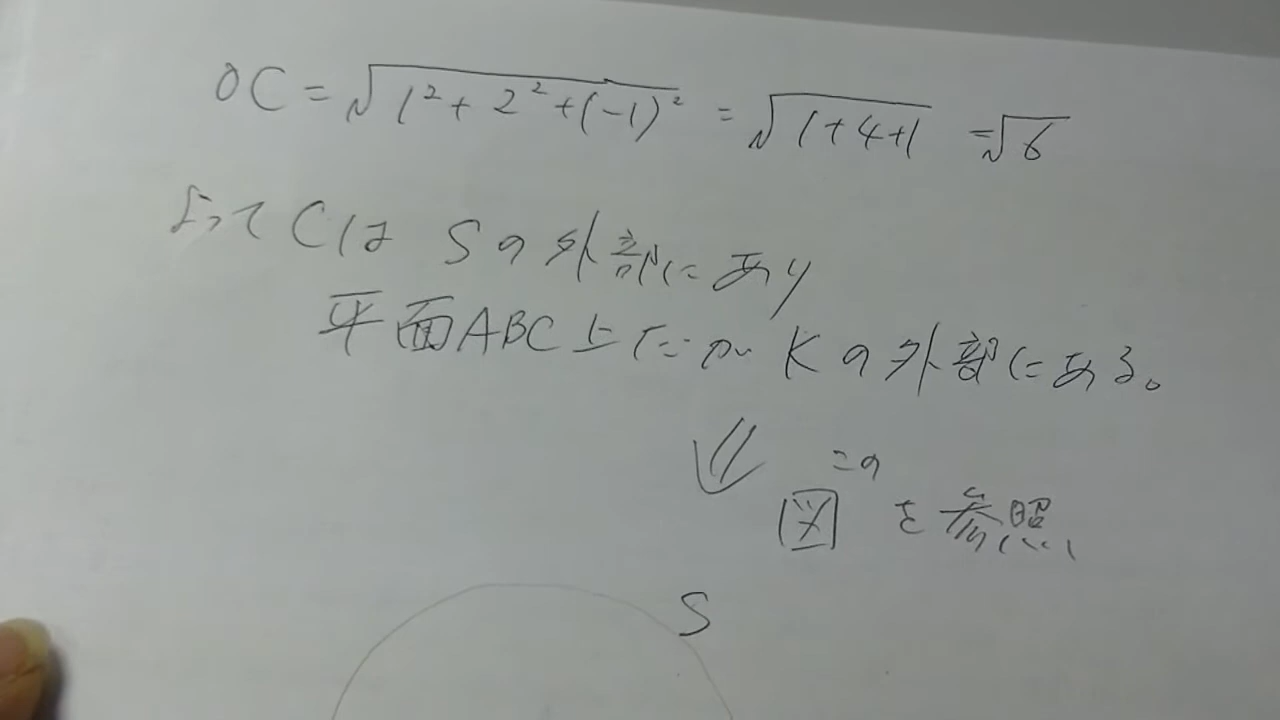 OC = √(1² + 2² + (-1)²) = √(1+4+1) = √6
よって Cは Sの外部にあり
平面ABC上だが Kの外部にある。
この
図を参照
S